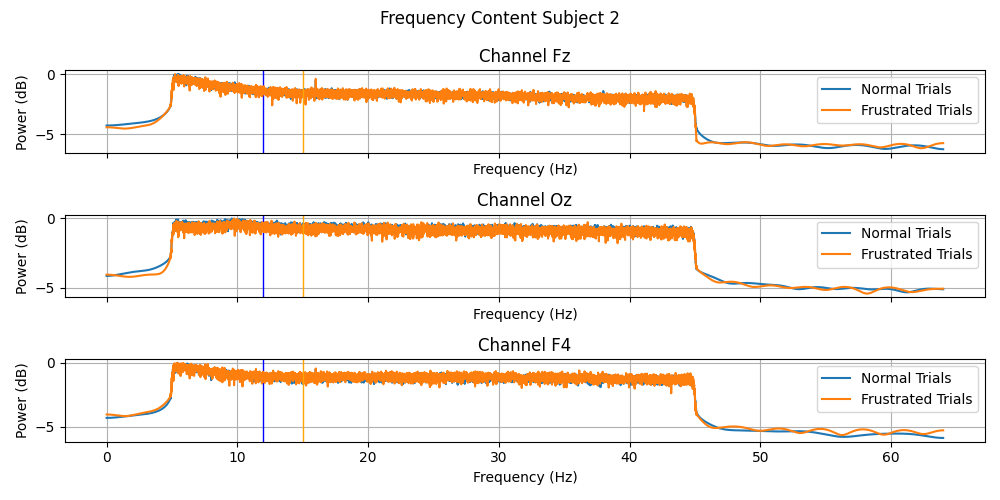 Frequency Content Subject 2
Channel Fz
Power (dB)
0
−5
Normal Trials
Frustrated Trials
Frequency (Hz)
Channel Oz
Power (dB)
0
−5
Normal Trials
Frustrated Trials
Frequency (Hz)
Channel F4
Power (dB)
0
−5
Normal Trials
Frustrated Trials
0 10 20 30 40 50 60
Frequency (Hz)